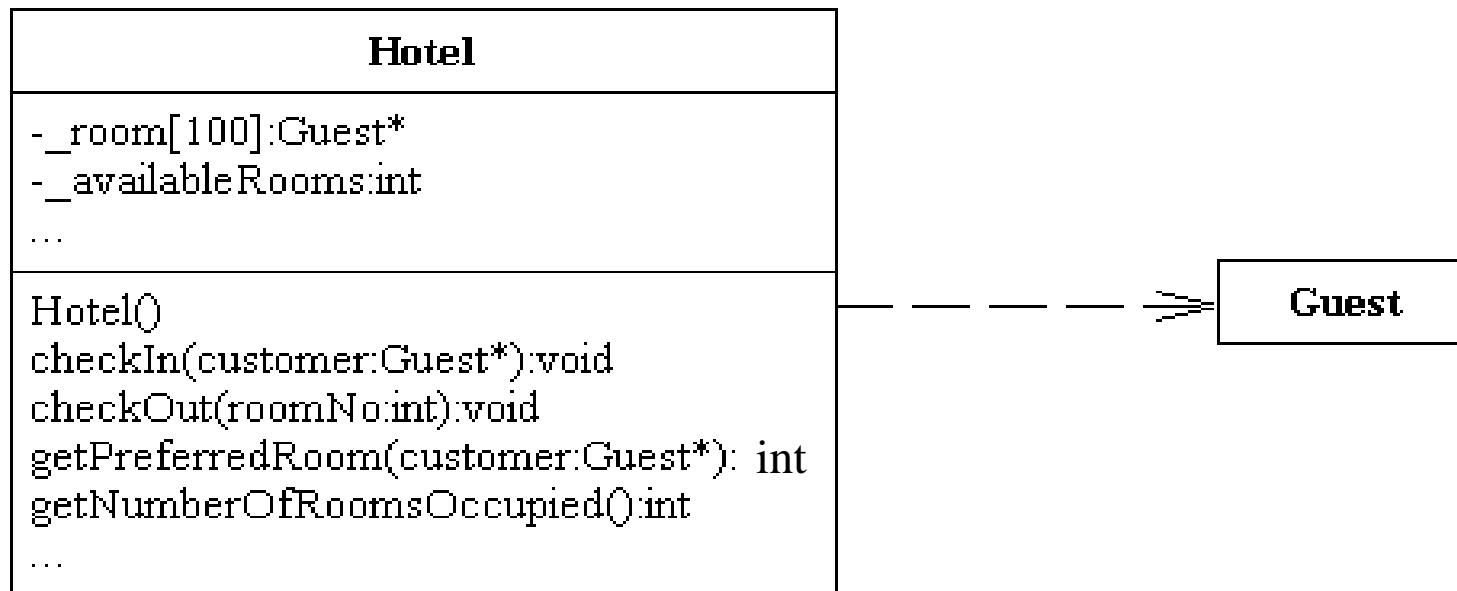 Hotel
-_room[100]:Guest*
-_availableRooms:int
...
Hotel()
checkIn(customer:Guest*):void
checkOut(roomNo:int):void
getPreferredRoom(customer:Guest*): int
getNumberOfRoomsOccupied():int
...
Guest